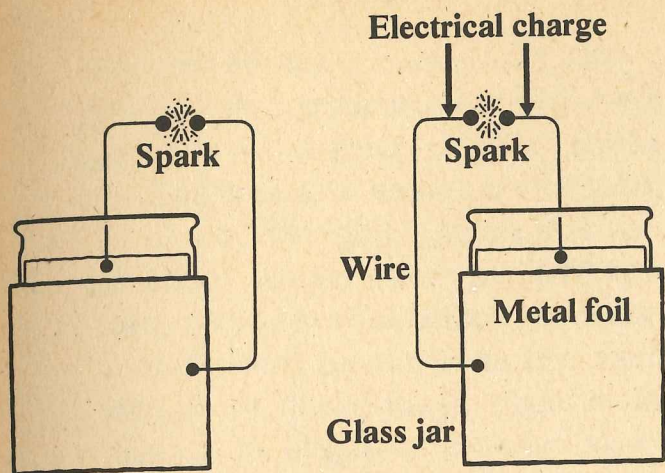 Electrical charge
Spark
Spark
Wire
Metal foil
Glass jar